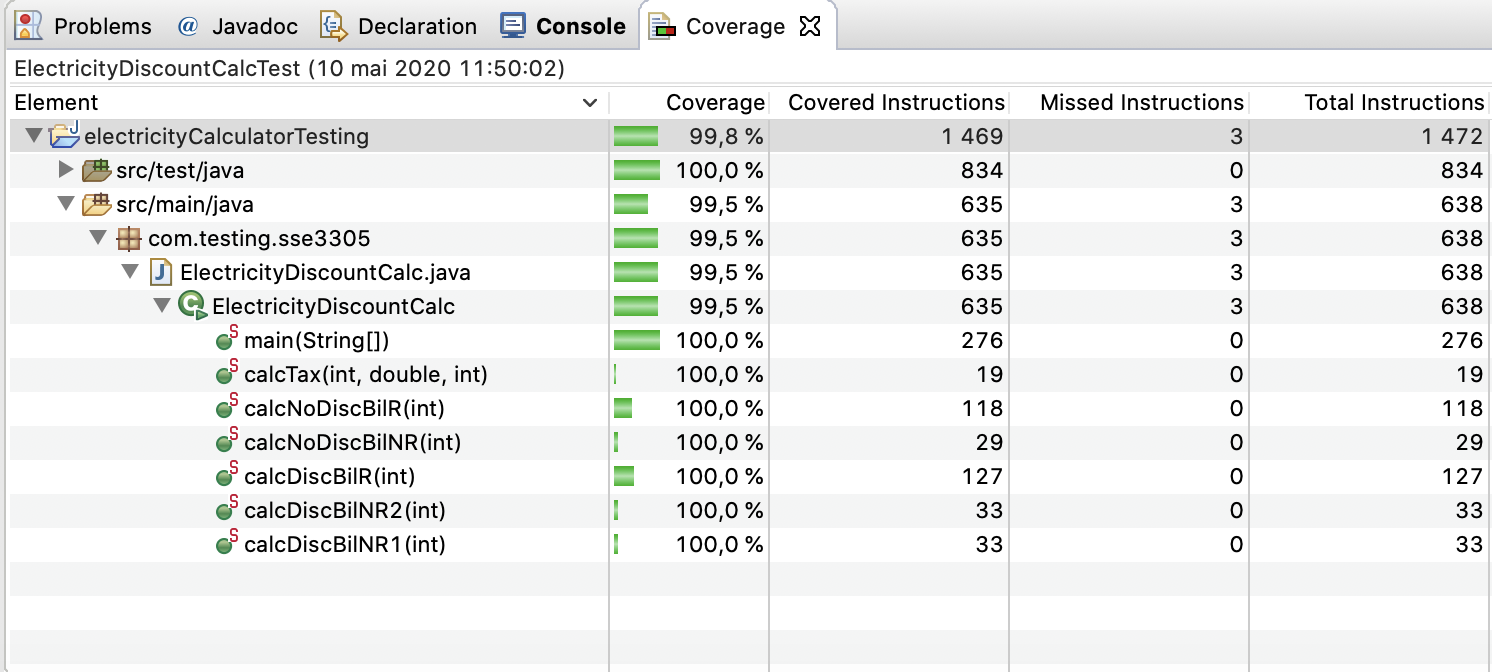 Problems @ Javadoc Declaration Console Coverage
ElectricityDiscountCalcTest (10 mai 2020 11:50:02)
Element Coverage Covered Instructions Missed Instructions Total Instructions
electricityCalculatorTesting 99,8 % 1 469 3 1 472
src/test/java 100,0 % 834 0 834
src/main/java 99,5 % 635 3 638
com.testing.sse3305 99,5 % 635 3 638
ElectricityDiscountCalc.java 99,5 % 635 3 638
ElectricityDiscountCalc 99,5 % 635 3 638
main(String[]) 100,0 % 276 0 276
calcTax(int, double, int) 100,0 % 19 0 19
calcNoDiscBilR(int) 100,0 % 118 0 118
calcNoDiscBilNR(int) 100,0 % 29 0 29
calcDiscBilR(int) 100,0 % 127 0 127
calcDiscBilNR2(int) 100,0 % 33 0 33
calcDiscBilNR1(int) 100,0 % 33 0 33